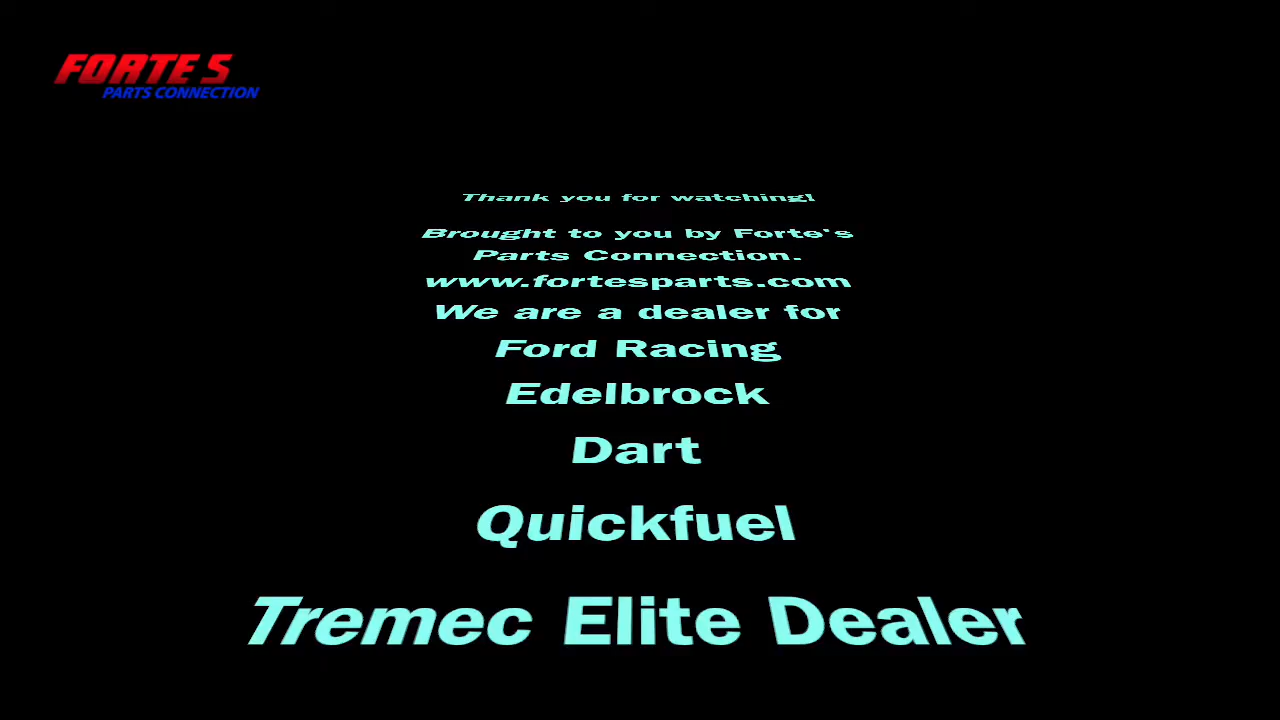 FORTE'S
PARTS CONNECTION
Thank you for watching!
Brought to you by Forte's
Parts Connection.
www.fortesparts.com
We are a dealer for
Ford Racing
Edelbrock
Dart
Quickfuel
Tremec Elite Dealer